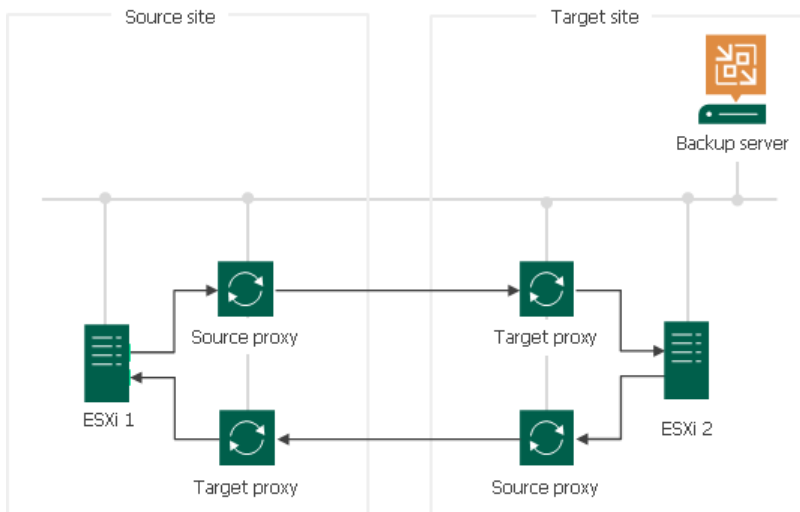 Source site
Target site
Backup server
Source proxy
Target proxy
ESXi 1
ESXi 2
Target proxy
Source proxy